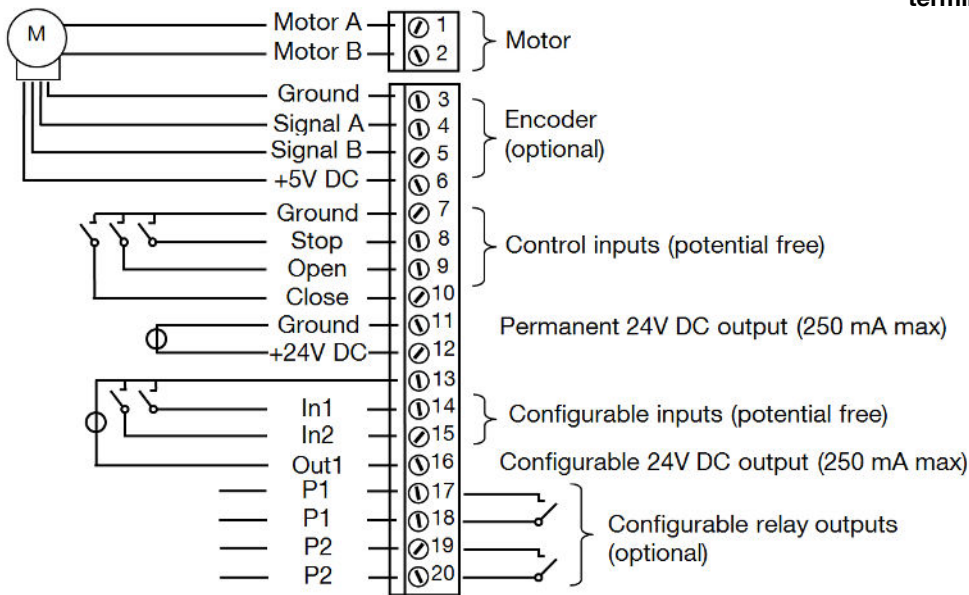 termin
M
Motor A 1
Motor B 2
Motor
Ground 3
Signal A 4
Signal B 5
+5V DC 6
Encoder
(optional)
Ground 7
Stop 8
Open 9
Close 10
Control inputs (potential free)
Ground 11
+24V DC 12
Permanent 24V DC output (250 mA max)
13
In1 14
In2 15
Configurable inputs (potential free)
Out1 16
Configurable 24V DC output (250 mA max)
P1 17
P1 18
P2 19
P2 20
Configurable relay outputs
(optional)